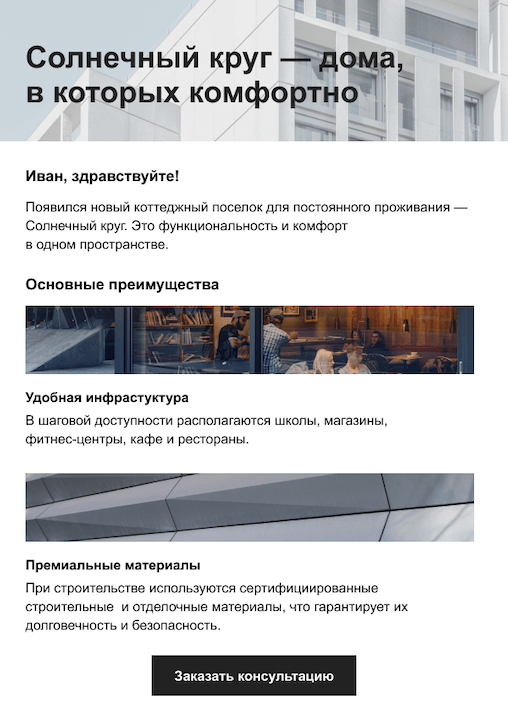 Солнечный круг — дома,
в которых комфортно
Иван, здравствуйте!
Появился новый коттеджный поселок для постоянного проживания —
Солнечный круг. Это функциональность и комфорт
в одном пространстве.
Основные преимущества
Удобная инфрастуктура
В шаговой доступности располагаются школы, магазины,
фитнес-центры, кафе и рестораны.
Премиальные материалы
При строительстве используются сертифициированные
строительные  и отделочные материалы, что гарантирует их
долговечность и безопасность.
Заказать консультацию